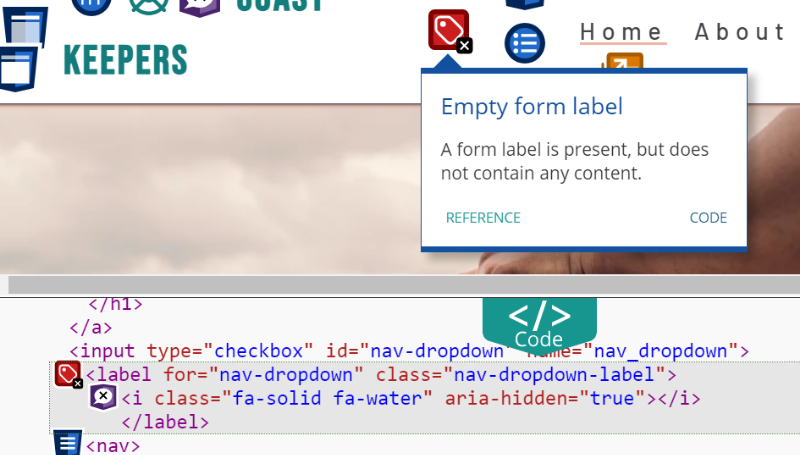 COAST
KEEPERS
Home About
Empty form label
A form label is present, but does
not contain any content.
REFERENCE CODE
</h1>
</a>
</> Code
<input type="checkbox" id="nav-dropdown" name="nav_dropdown">
<label for="nav-dropdown" class="nav-dropdown-label">
<i class="fa-solid fa-water" aria-hidden="true"></i>
</label>
<nav>